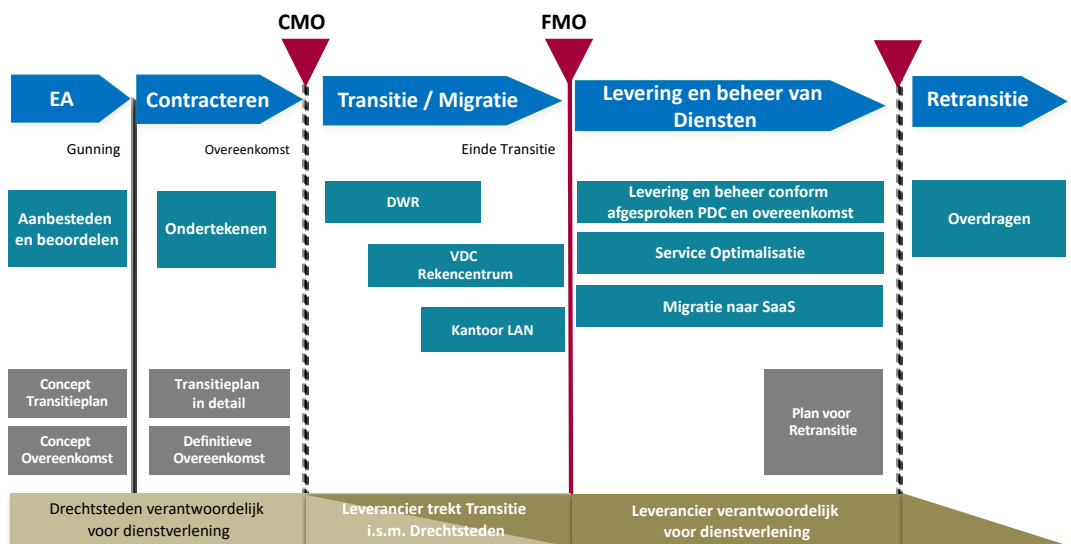 CMO
FMO
EA
Contracteren
Transitie / Migratie
Levering en beheer van
Diensten
Retransitie
Gunning
Overeenkomst
Einde Transitie
Aanbesteden
en beoordelen
Ondertekenen
DWR
VDC
Rekencentrum
Kantoor LAN
Levering en beheer conform
afgesproken PDC en overeenkomst
Service Optimalisatie
Migratie naar SaaS
Overdragen
Concept
Transitieplan
Transitieplan
in detail
Concept
Overeenkomst
Definitieve
Overeenkomst
Plan voor
Retransitie
Drechtsteden verantwoordelijk
voor dienstverlening
Leverancier trekt Transitie
i.s.m. Drechtsteden
Leverancier verantwoordelijk
voor dienstverlening